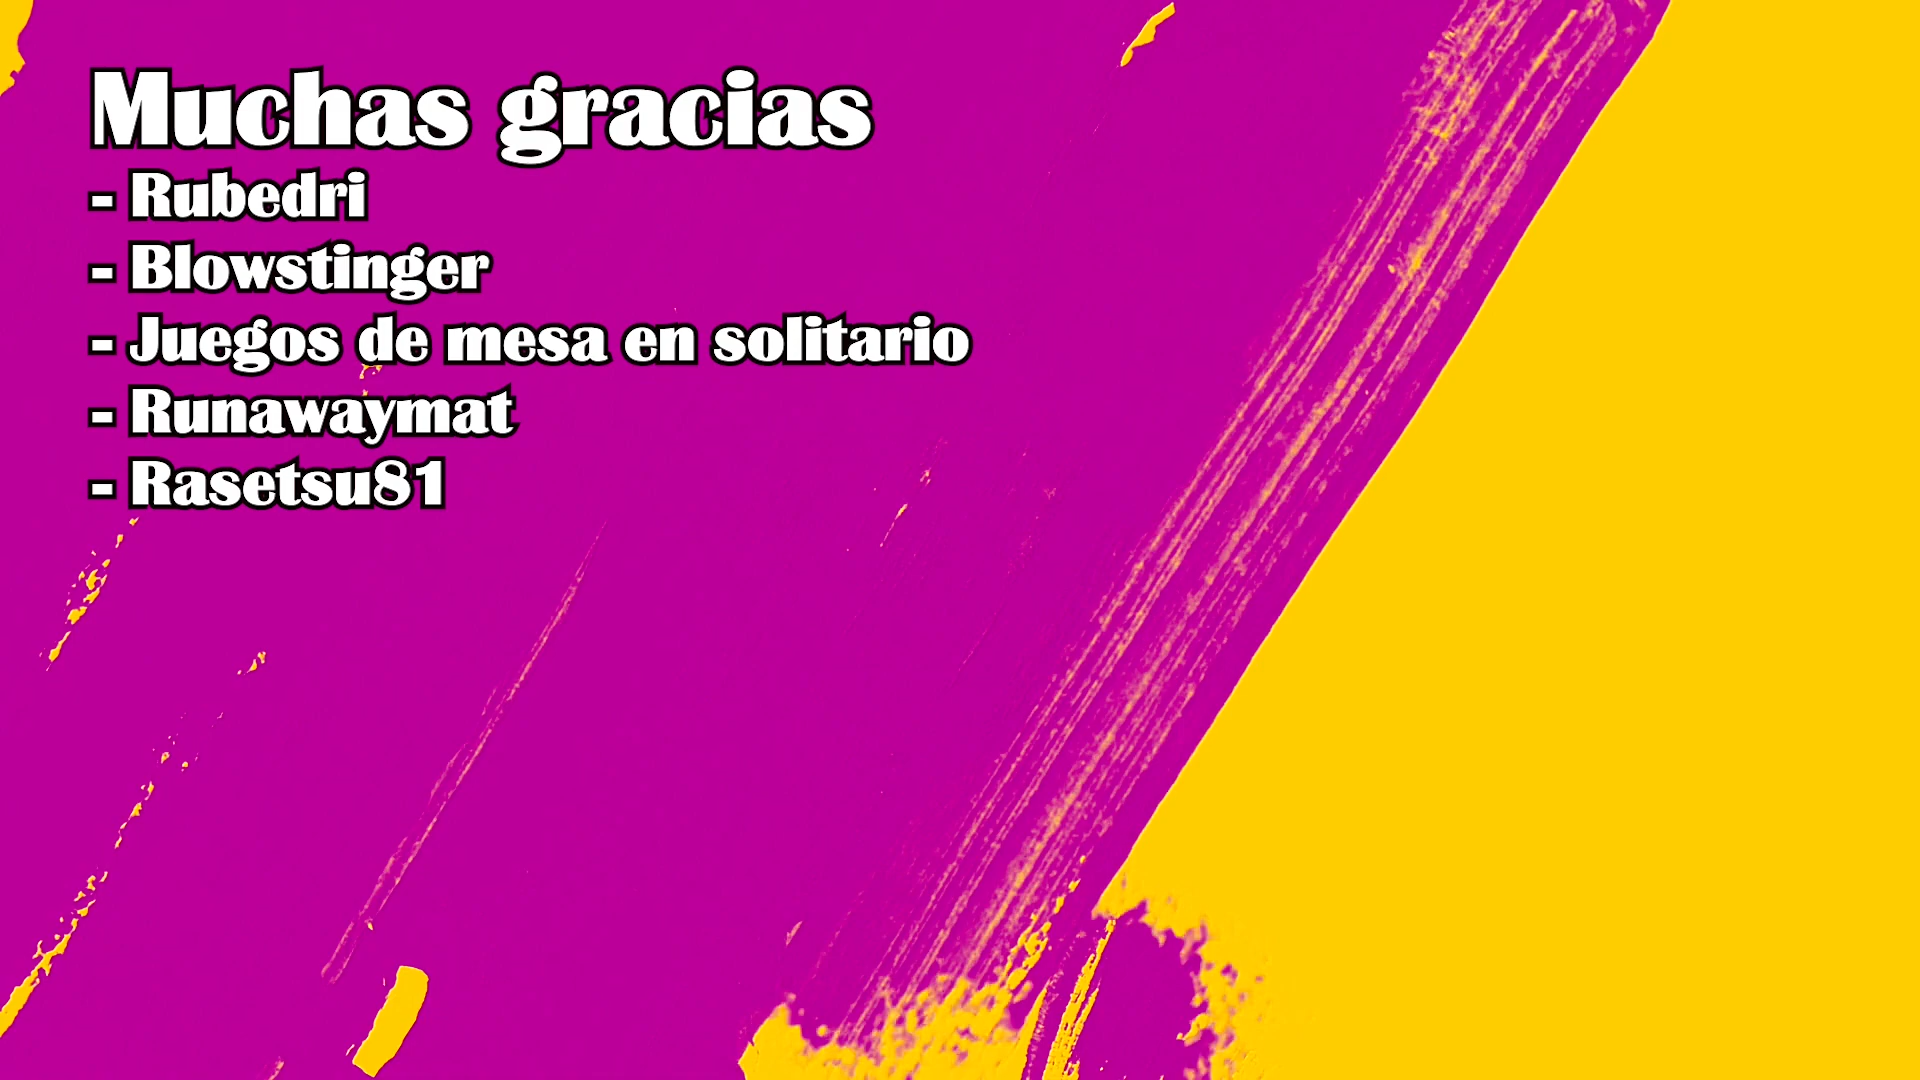 Muchas gracias
- Rubedri
- Blowstinger
- Juegos de mesa en solitario
- Runawaymat
- Rasetsu81